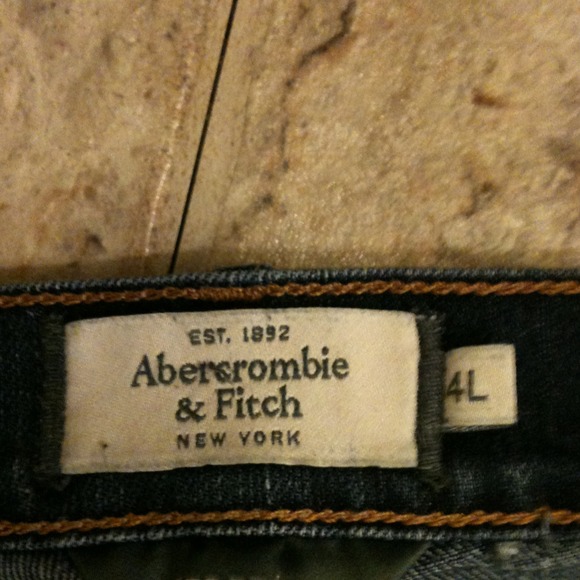 EST. 1892
Abercrombie
& Fitch
NEW YORK
4L